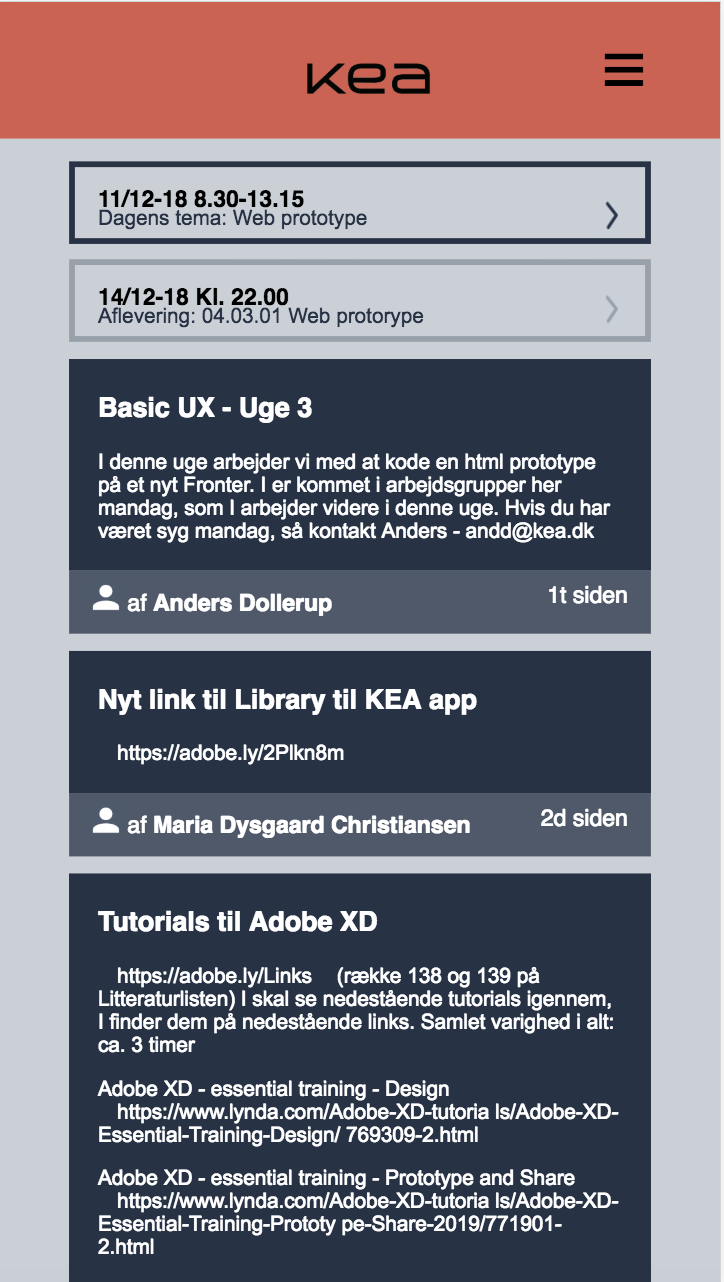 kea
11/12-18 8.30-13.15
Dagens tema: Web prototype
14/12-18 Kl. 22.00
Aflevering: 04.03.01 Web protorype
Basic UX - Uge 3
I denne uge arbejder vi med at kode en html prototype
på et nyt Fronter. I er kommet i arbejdsgrupper her
mandag, som I arbejder videre i denne uge. Hvis du har
været syg mandag, så kontakt Anders - andd@kea.dk
af Anders Dollerup 1t siden
Nyt link til Library til KEA app
https://adobe.ly/2Plkn8m
af Maria Dysgaard Christiansen 2d siden
Tutorials til Adobe XD
https://adobe.ly/Links (række 138 og 139 på
Litteraturlisten) I skal se nedestående tutorials igennem,
I finder dem på nedestående links. Samlet varighed i alt:
ca. 3 timer
Adobe XD - essential training - Design
https://www.lynda.com/Adobe-XD-tutoria ls/Adobe-XD-
Essential-Training-Design/ 769309-2.html
Adobe XD - essential training - Prototype and Share
https://www.lynda.com/Adobe-XD-tutoria ls/Adobe-XD-
Essential-Training-Prototy pe-Share-2019/771901-
2.html